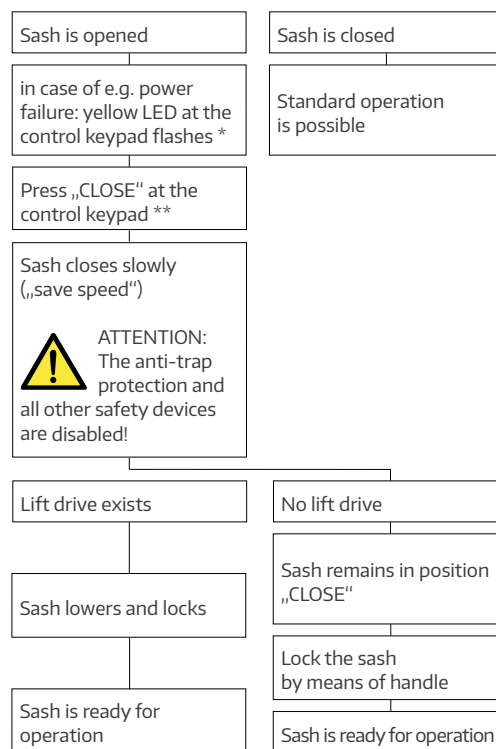 Sash is opened
Sash is closed
in case of e.g. power
failure: yellow LED at the
control keypad flashes *
Standard operation
is possible
Press „CLOSE“ at the
control keypad **
Sash closes slowly
(„save speed“)
ATTENTION:
The anti-trap
protection and
all other safety devices
are disabled!
Lift drive exists
No lift drive
Sash lowers and locks
Sash remains in position
„CLOSE“
Lock the sash
by means of handle
Sash is ready for
operation
Sash is ready for operation